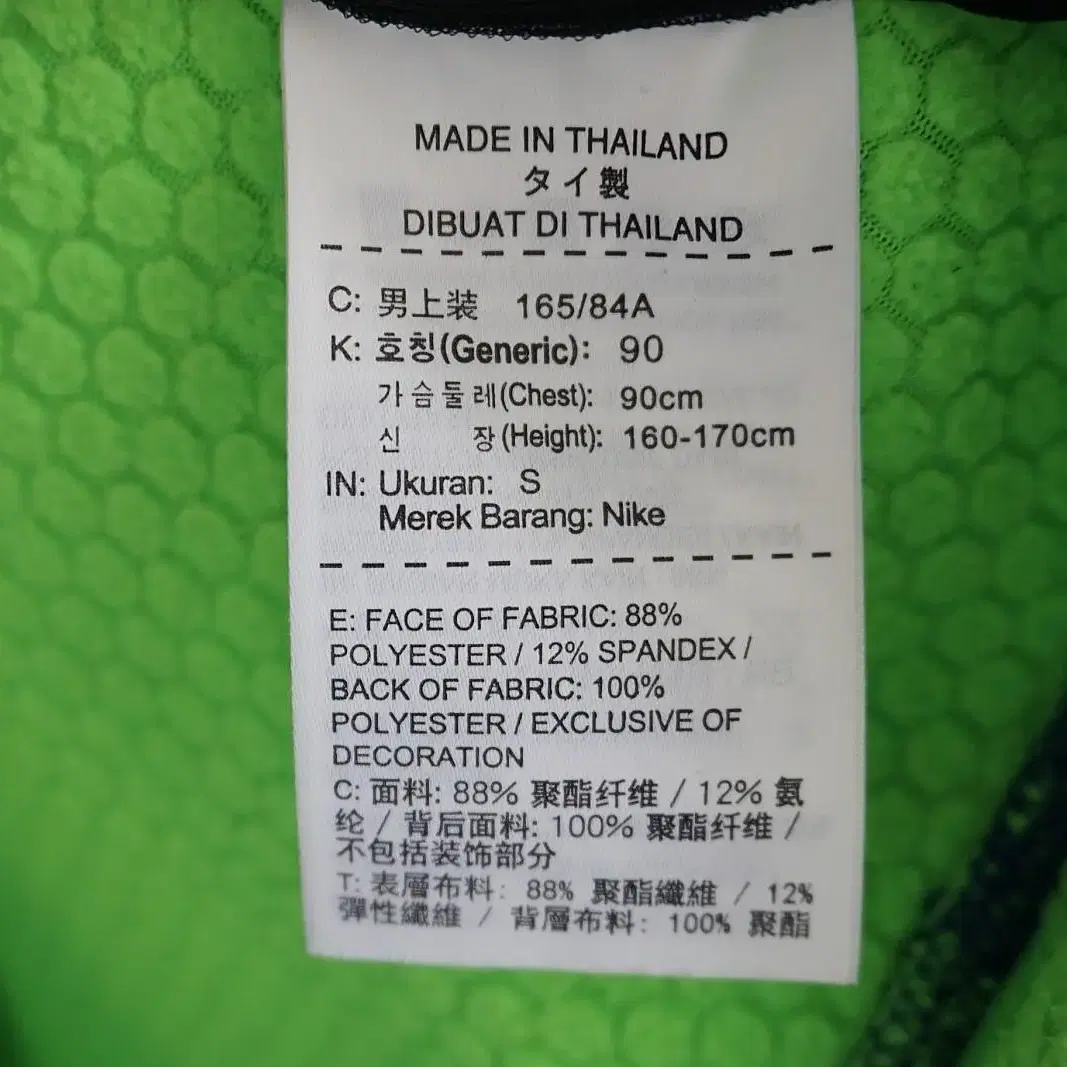 MADE IN THAILAND
タイ製
DIBUAT DI THAILAND
C: 男上装 165/84A
K: 호칭(Generic): 90
가슴둘레(Chest): 90cm
신 장(Height): 160-170cm
IN: Ukuran: S
Merek Barang: Nike
E: FACE OF FABRIC: 88%
POLYESTER / 12% SPANDEX /
BACK OF FABRIC: 100%
POLYESTER / EXCLUSIVE OF
DECORATION
C: 面料: 88% 聚酯纤维 / 12% 氨
纶 / 背后面料: 100% 聚酯纤维 /
不包括装饰部分
T: 表層布料: 88% 聚酯纖維 / 12%
彈性纖維 / 背層布料: 100% 聚酯